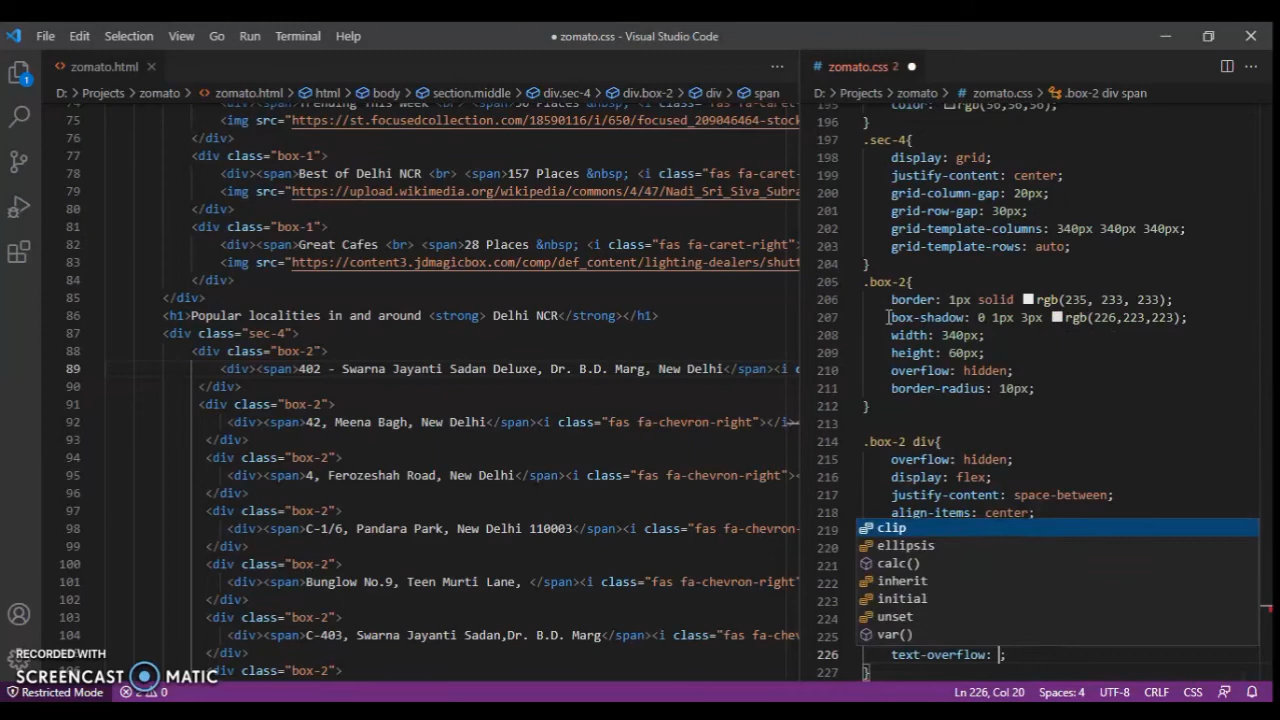 File Edit Selection View Go Run Terminal Help ● zomato.css - Visual Studio Code
zomato.html
D: > Projects > zomato > zomato.html > html > body > section.middle > div.sec-4 > div.box-2 > div > span
75 <img src="https://st.focusedcollection.com/18590116/i/650/focused_209046464-stock
76 </div>
77 <div class="box-1">
78 <div><span>Best of Delhi NCR <br> <span>157 Places &nbsp; <i class="fas fa-caret-
79 <img src="https://upload.wikimedia.org/wikipedia/commons/4/47/Nadi_Sri_Siva_Subra
80 </div>
81 <div class="box-1">
82 <div><span>Great Cafes <br> <span>28 Places &nbsp; <i class="fas fa-caret-right">
83 <img src="https://content3.jdmagicbox.com/comp/def_content/lighting-dealers/shutt
84 </div>
85 </div>
86 <h1>Popular localities in and around <strong> Delhi NCR</strong></h1>
87 <div class="sec-4">
88 <div class="box-2">
89 <div><span>402 - Swarna Jayanti Sadan Deluxe, Dr. B.D. Marg, New Delhi</span><i c
90 </div>
91 <div class="box-2">
92 <div><span>42, Meena Bagh, New Delhi</span><i class="fas fa-chevron-right"></i>
93 </div>
94 <div class="box-2">
95 <div><span>4, Ferozeshah Road, New Delhi</span><i class="fas fa-chevron-right"><
96 </div>
97 <div class="box-2">
98 <div><span>C-1/6, Pandara Park, New Delhi 110003</span><i class="fas fa-chevron-
99 </div>
100 <div class="box-2">
101 <div><span>Bunglow No.9, Teen Murti Lane, </span><i class="fas fa-chevron-right"
102 </div>
103 <div class="box-2">
104 <div><span>C-403, Swarna Jayanti Sadan,Dr. B.D. Marg</span><i class="fas fa-chev
105 </div>
<div class="box-2">
zomato.css 2 ●
D: > Projects > zomato > zomato.css > .box-2 div span
195 color: rgb(56,56,56);
196 }
197 .sec-4{
198 display: grid;
199 justify-content: center;
200 grid-column-gap: 20px;
201 grid-row-gap: 30px;
202 grid-template-columns: 340px 340px 340px;
203 grid-template-rows: auto;
204 }
205 .box-2{
206 border: 1px solid rgb(235, 233, 233);
207 box-shadow: 0 1px 3px rgb(226,223,223);
208 width: 340px;
209 height: 60px;
210 overflow: hidden;
211 border-radius: 10px;
212 }
213
214 .box-2 div{
215 overflow: hidden;
216 display: flex;
217 justify-content: space-between;
218 align-items: center;
219 clip
220 ellipsis
221 calc()
222 inherit
223 initial
224 unset
225 var()
226 text-overflow: ;
227 }
RECORDED WITH
SCREENCAST MATIC
Restricted Mode 2 0 Ln 226, Col 20 Spaces: 4 UTF-8 CRLF CSS